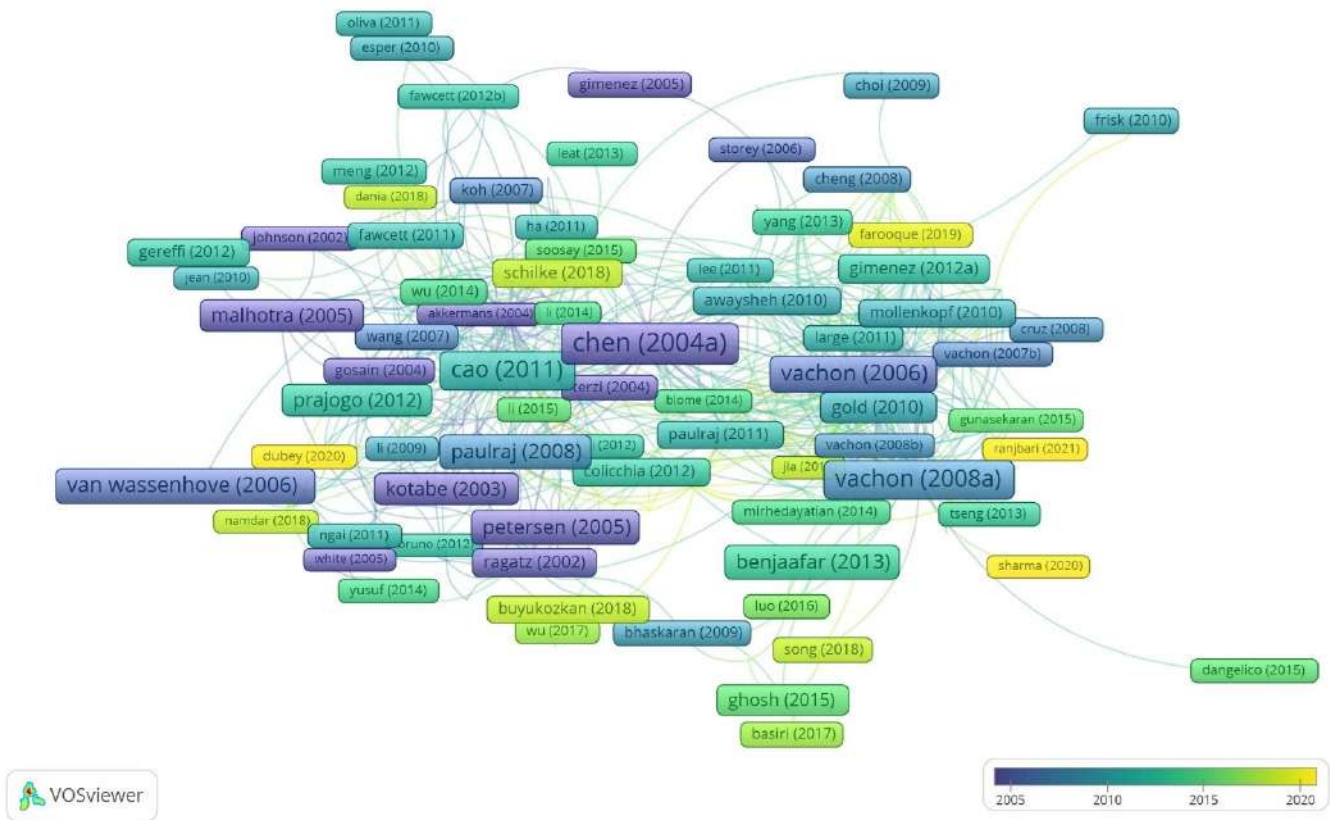 oliva (2011)
esper (2010)
gimenez (2005)
choi (2009)
fawcett (2012b)
frisk (2010)
storey (2006)
leat (2013)
meng (2012)
cheng (2008)
koh (2007)
dania (2018)
yang (2013)
ha (2011)
farooque (2019)
johnson (2002)
fawcett (2011)
gereffi (2012)
soosay (2015)
lee (2011)
gimenez (2012a)
schilke (2018)
jean (2010)
wu (2014)
awaysheh (2010)
mollenkopf (2010)
akkermans (2004)
li (2014)
malhotra (2005)
cruz (2008)
wang (2007)
large (2011)
chen (2004a)
vachon (2007b)
cao (2011)
gosain (2004)
vachon (2006)
terzi (2004)
prajogo (2012)
biome (2014)
li (2015)
gold (2010)
gunasekaran (2015)
paulraj (2011)
li (2009)
(2012)
vachon (2008b)
ranjbari (2021)
paulraj (2008)
dubey (2020)
colicchia (2012)
vachon (2008a)
van wassenhove (2006)
kotabe (2003)
mirhedayatian (2014)
tseng (2013)
namdar (2018)
petersen (2005)
ngai (2011)
white (2005)
ragatz (2002)
benjaafar (2013)
sharma (2020)
yusuf (2014)
luo (2016)
buyukozkan (2018)
wu (2017)
bhaskaran (2009)
song (2018)
dangelico (2015)
ghosh (2015)
basiri (2017)
VOSviewer
2005 2010 2015 2020